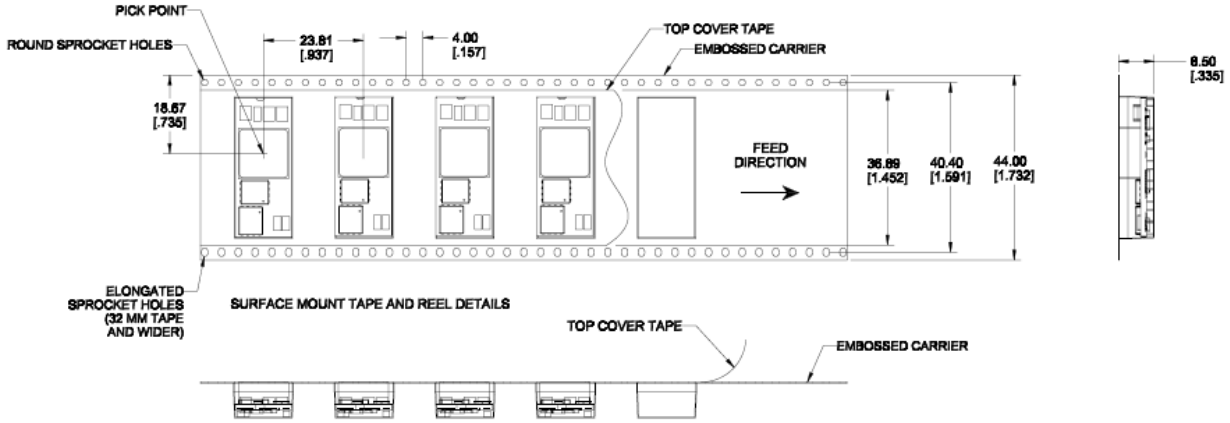 PICK POINT
ROUND SPROCKET HOLES
23.81
[.937]
4.00
[.157]
TOP COVER TAPE
EMBOSSED CARRIER
8.50
[.335]
18.67
[.735]
FEED
DIRECTION
36.89
[1.452]
40.40
[1.591]
44.00
[1.732]
ELONGATED
SPROCKET HOLES
(32 MM TAPE
AND WIDER)
SURFACE MOUNT TAPE AND REEL DETAILS
TOP COVER TAPE
EMBOSSED CARRIER